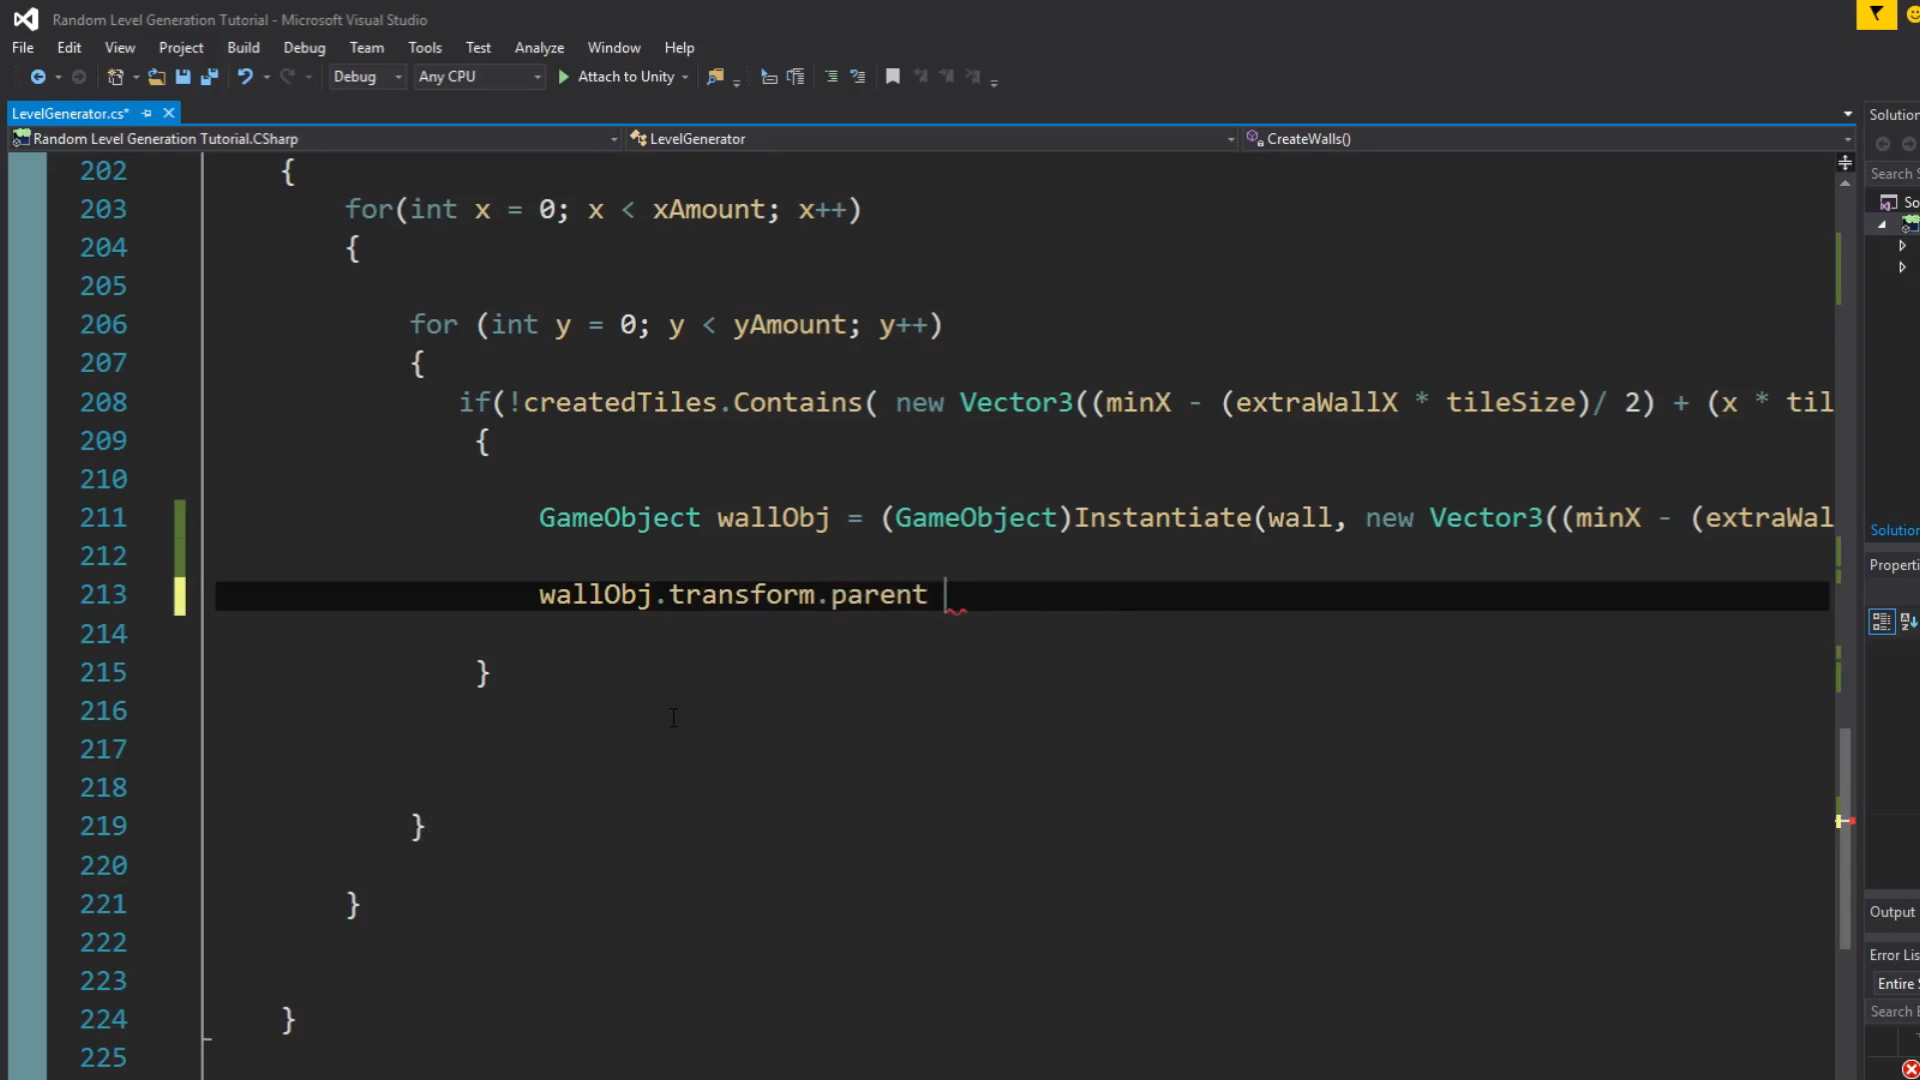 Random Level Generation Tutorial - Microsoft Visual Studio
File Edit View Project Build Debug Team Tools Test Analyze Window Help
Debug Any CPU Attach to Unity
LevelGenerator.cs*
Random Level Generation Tutorial.CSharp LevelGenerator CreateWalls()
202 {
203 for(int x = 0; x < xAmount; x++)
204 {
205
206 for (int y = 0; y < yAmount; y++)
207 {
208 if(!createdTiles.Contains( new Vector3((minX - (extraWallX * tileSize)/ 2) + (x * til
209 {
210
211 GameObject wallObj = (GameObject)Instantiate(wall, new Vector3((minX - (extraWal
212
213 wallObj.transform.parent
214
215 }
216
217
218
219 }
220
221 }
222
223
224 }
225
Solution
Search S
So
Solution
Properti
Output
Error Lis
Entire S
Search E